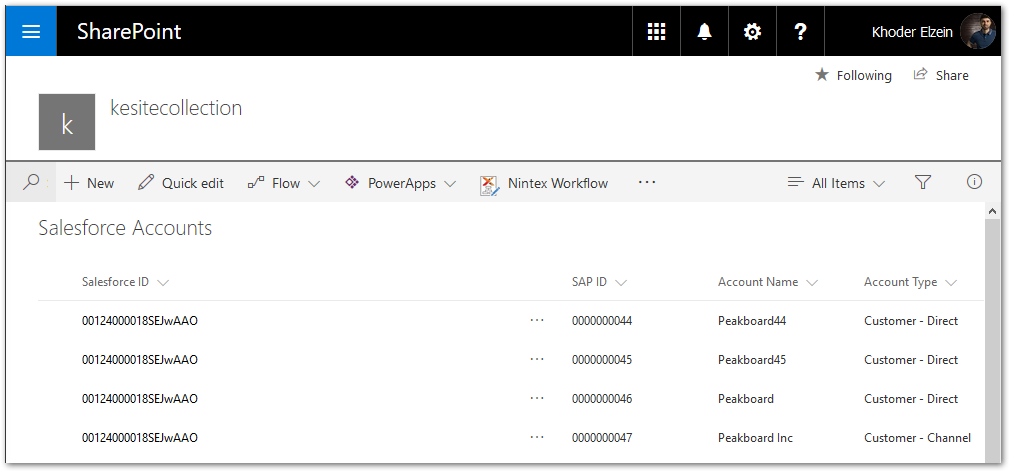 SharePoint ? Khoder Elzein
Following Share
k kesitecollection
New Quick edit Flow PowerApps Nintex Workflow ··· All Items
Salesforce Accounts
Salesforce ID SAP ID Account Name Account Type
00124000018SEJwAAO ··· 0000000044 Peakboard44 Customer - Direct
00124000018SEJwAAO ··· 0000000045 Peakboard45 Customer - Direct
00124000018SEJwAAO ··· 0000000046 Peakboard Customer - Direct
00124000018SEJwAAO ··· 0000000047 Peakboard Inc Customer - Channel